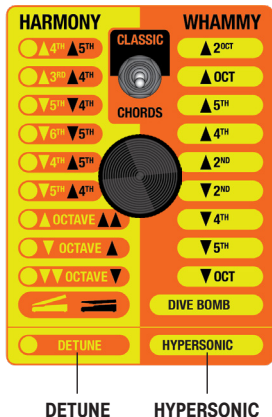 HARMONY
▲4TH ▲5TH
▲3RD ▲4TH
▼5TH ▼4TH
▼6TH ▼5TH
▼4TH ▲5TH
▼5TH ▲4TH
▲ OCTAVE ▲▲
▼ OCTAVE ▲
▼▼ OCTAVE ▼
DETUNE
CLASSIC
CHORDS
WHAMMY
▲2OCT
▲OCT
▲5TH
▲4TH
▲2ND
▼2ND
▼4TH
▼5TH
▼OCT
DIVE BOMB
HYPERSONIC
DETUNE
HYPERSONIC